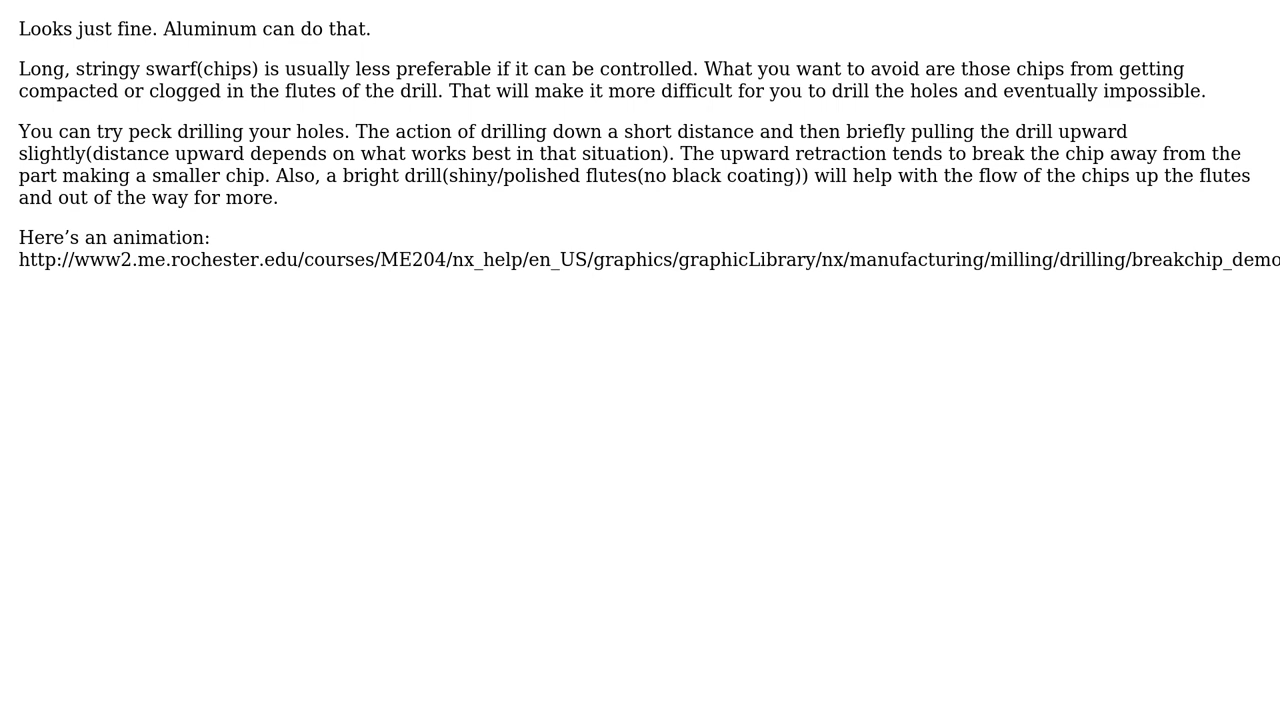 Looks just fine. Aluminum can do that.
Long, stringy swarf(chips) is usually less preferable if it can be controlled. What you want to avoid are those chips from getting
compacted or clogged in the flutes of the drill. That will make it more difficult for you to drill the holes and eventually impossible.
You can try peck drilling your holes. The action of drilling down a short distance and then briefly pulling the drill upward
slightly(distance upward depends on what works best in that situation). The upward retraction tends to break the chip away from the
part making a smaller chip. Also, a bright drill(shiny/polished flutes(no black coating)) will help with the flow of the chips up the flutes
and out of the way for more.
Here’s an animation:
http://www2.me.rochester.edu/courses/ME204/nx_help/en_US/graphics/graphicLibrary/nx/manufacturing/milling/drilling/breakchip_demo